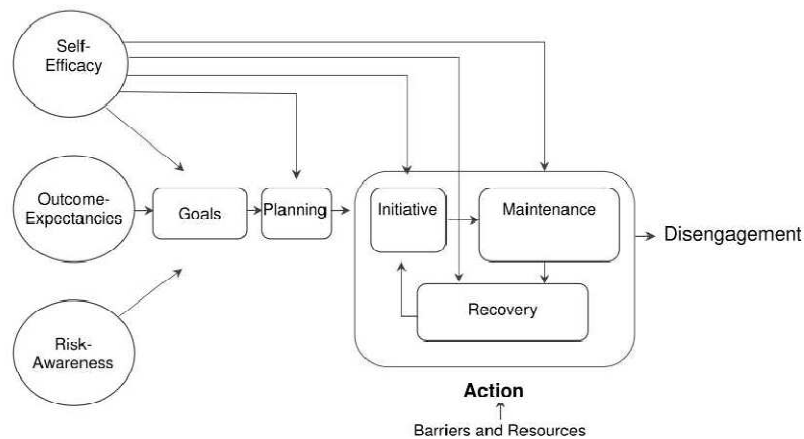 Self-
Efficacy
Outcome-
Expectancies
Goals
Planning
Initiative
Maintenance
Disengagement
Recovery
Risk-
Awareness
Action
Barriers and Resources